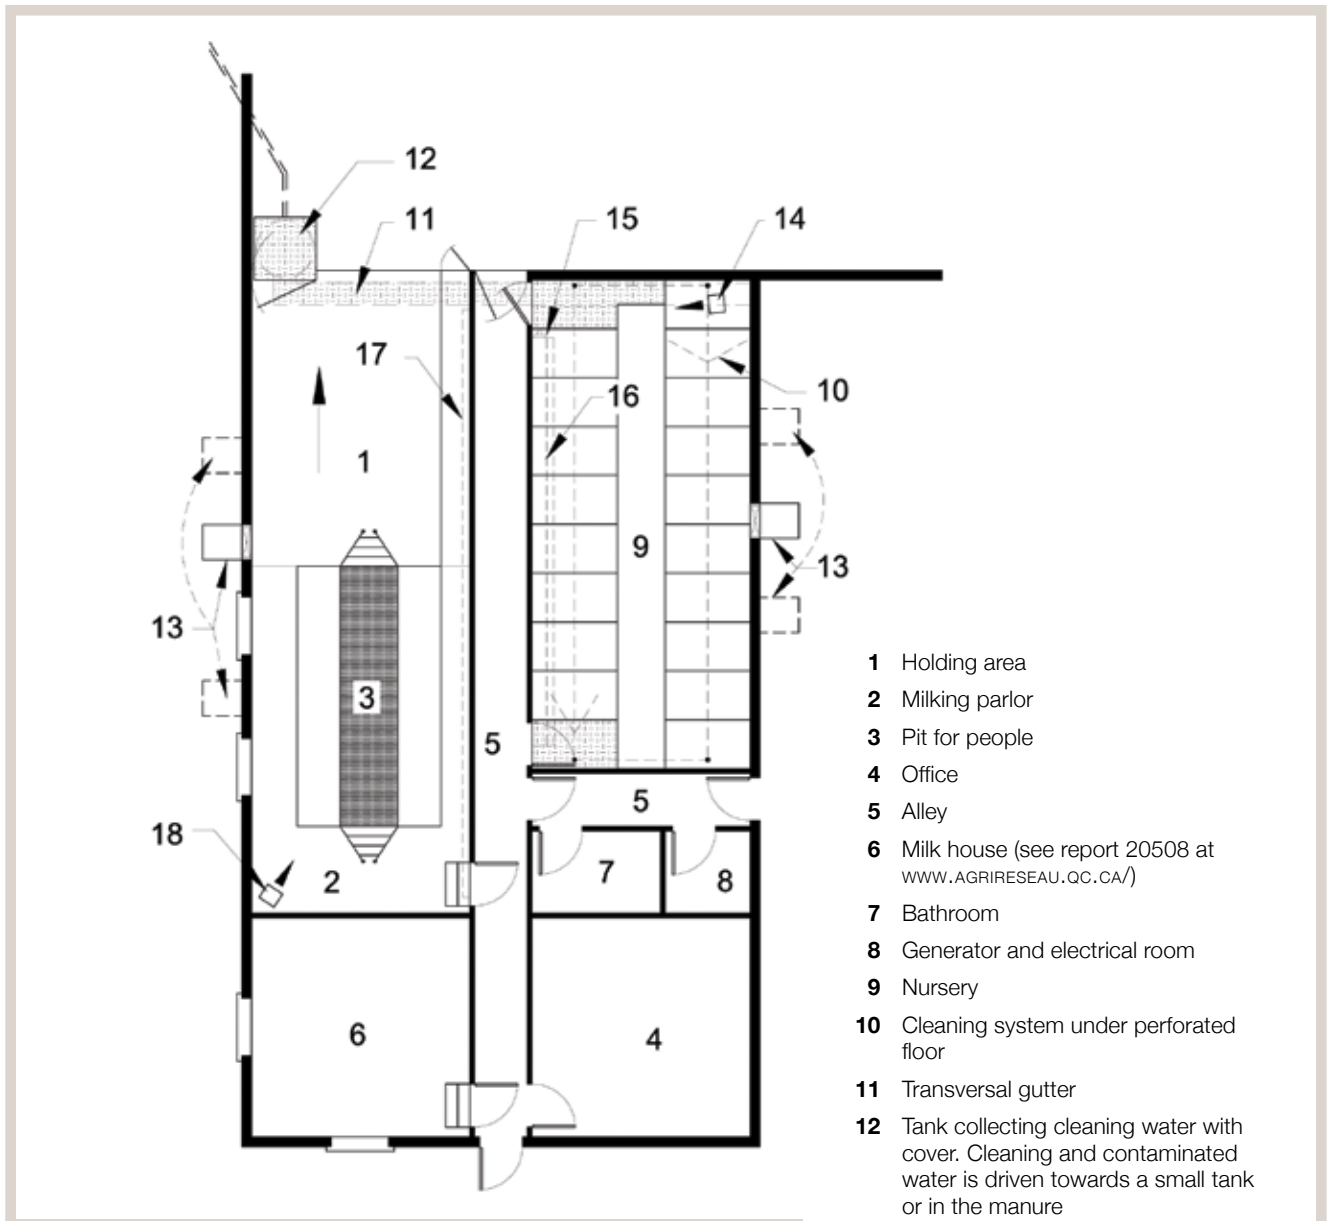 12
11
15
14
17
16
10
1
9
13
13
3
5
5
18
2
7
8
6
4
1 Holding area
2 Milking parlor
3 Pit for people
4 Office
5 Alley
6 Milk house (see report 20508 at
WWW.AGRIRESEAU.QC.CA/)
7 Bathroom
8 Generator and electrical room
9 Nursery
10 Cleaning system under perforated
floor
11 Transversal gutter
12 Tank collecting cleaning water with
cover. Cleaning and contaminated
water is driven towards a small tank
or in the manure